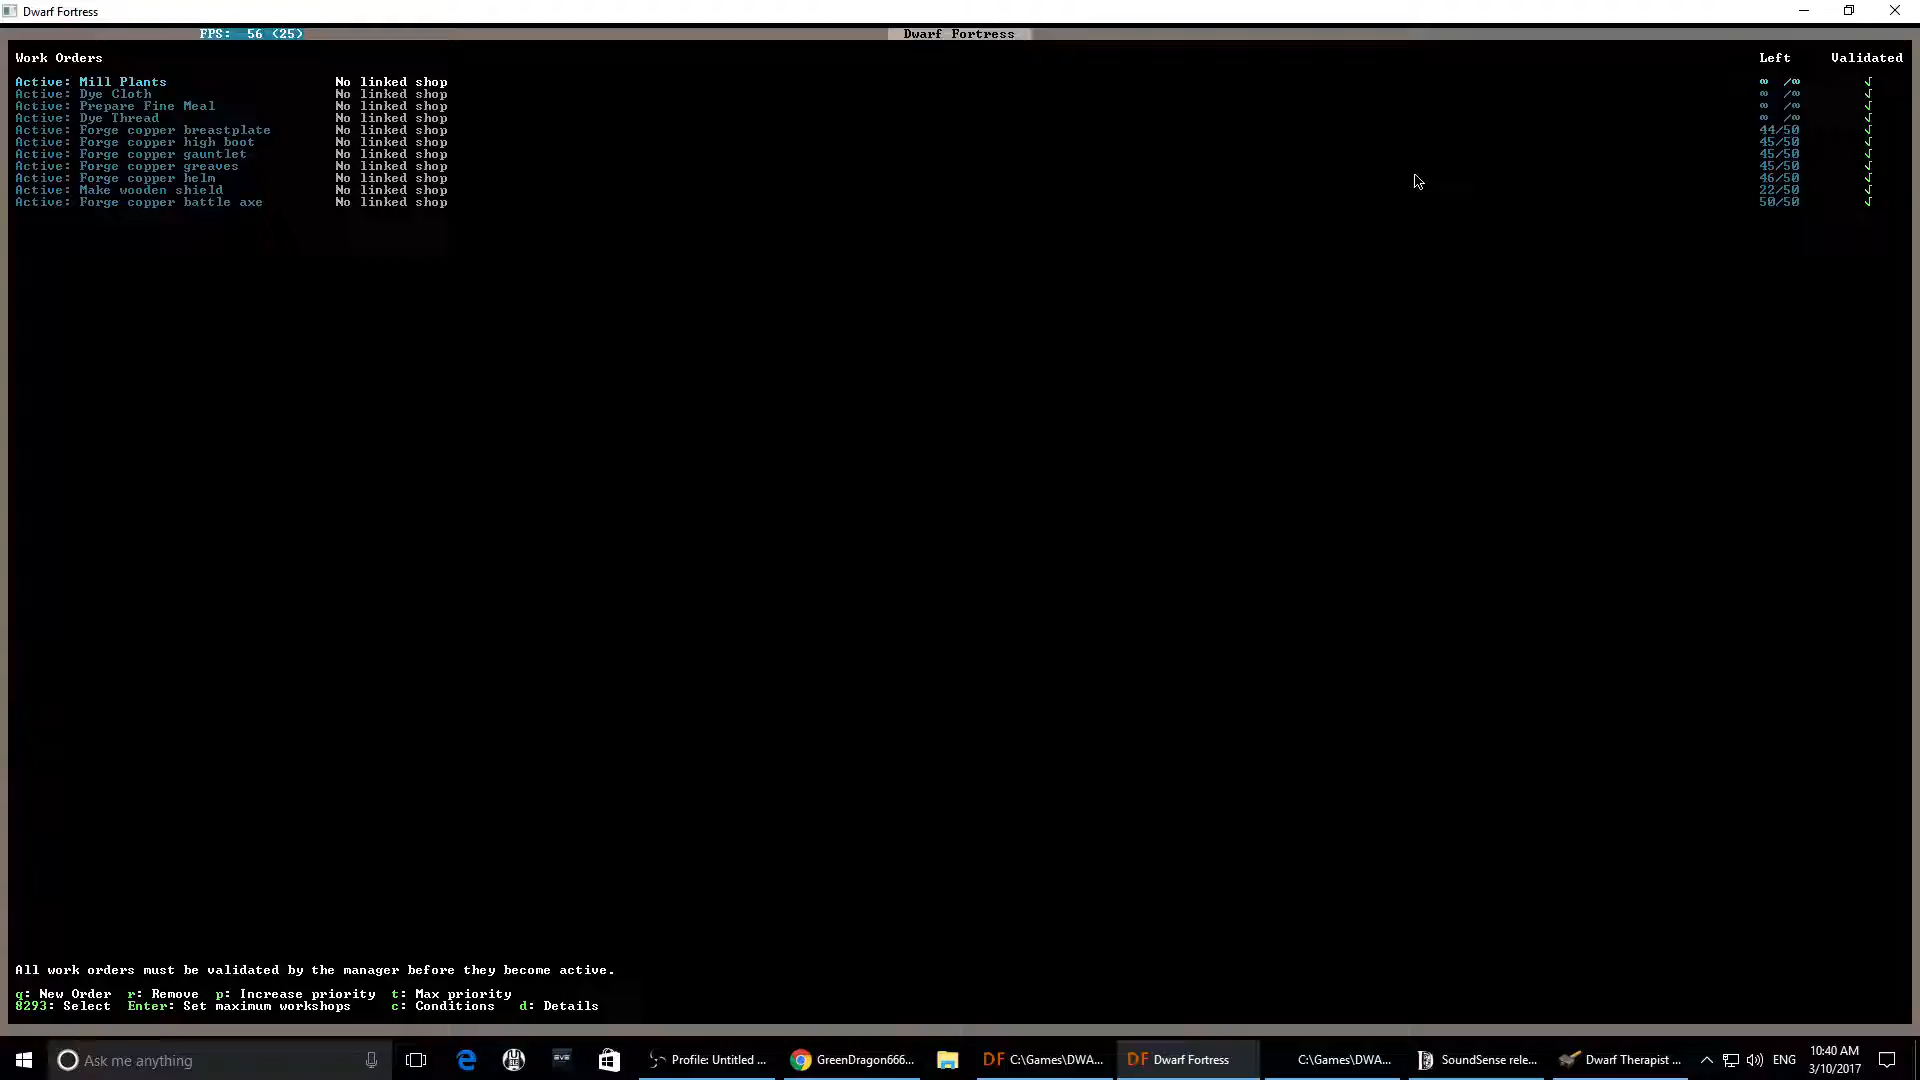 Dwarf Fortress
FPS: 56 (25)
Dwarf Fortress
Work Orders Left Validated
Active: Mill Plants No linked shop ∞ /∞ √
Active: Dye Cloth No linked shop ∞ /∞ √
Active: Prepare Fine Meal No linked shop ∞ /∞ √
Active: Dye Thread No linked shop ∞ /∞ √
Active: Forge copper breastplate No linked shop 44/50 √
Active: Forge copper high boot No linked shop 45/50 √
Active: Forge copper gauntlet No linked shop 45/50 √
Active: Forge copper greaves No linked shop 45/50 √
Active: Forge copper helm No linked shop 46/50 √
Active: Make wooden shield No linked shop 22/50 √
Active: Forge copper battle axe No linked shop 50/50 √
All work orders must be validated by the manager before they become active.
q: New Order r: Remove p: Increase priority t: Max priority
8293: Select Enter: Set maximum workshops c: Conditions d: Details
Ask me anything
EVE
Profile: Untitled ...
GreenDragon666...
DF C:\Games\DWA...
DF Dwarf Fortress
C:\Games\DWA...
SoundSense rele...
Dwarf Therapist ...
ENG
10:40 AM
3/10/2017